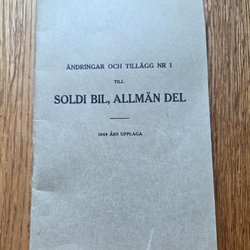 ÄNDRINGAR OCH TILLÄGG NR 1
TILL
SOLDI BIL, ALLMÄN DEL
1944 ÅRS UPPLAGA